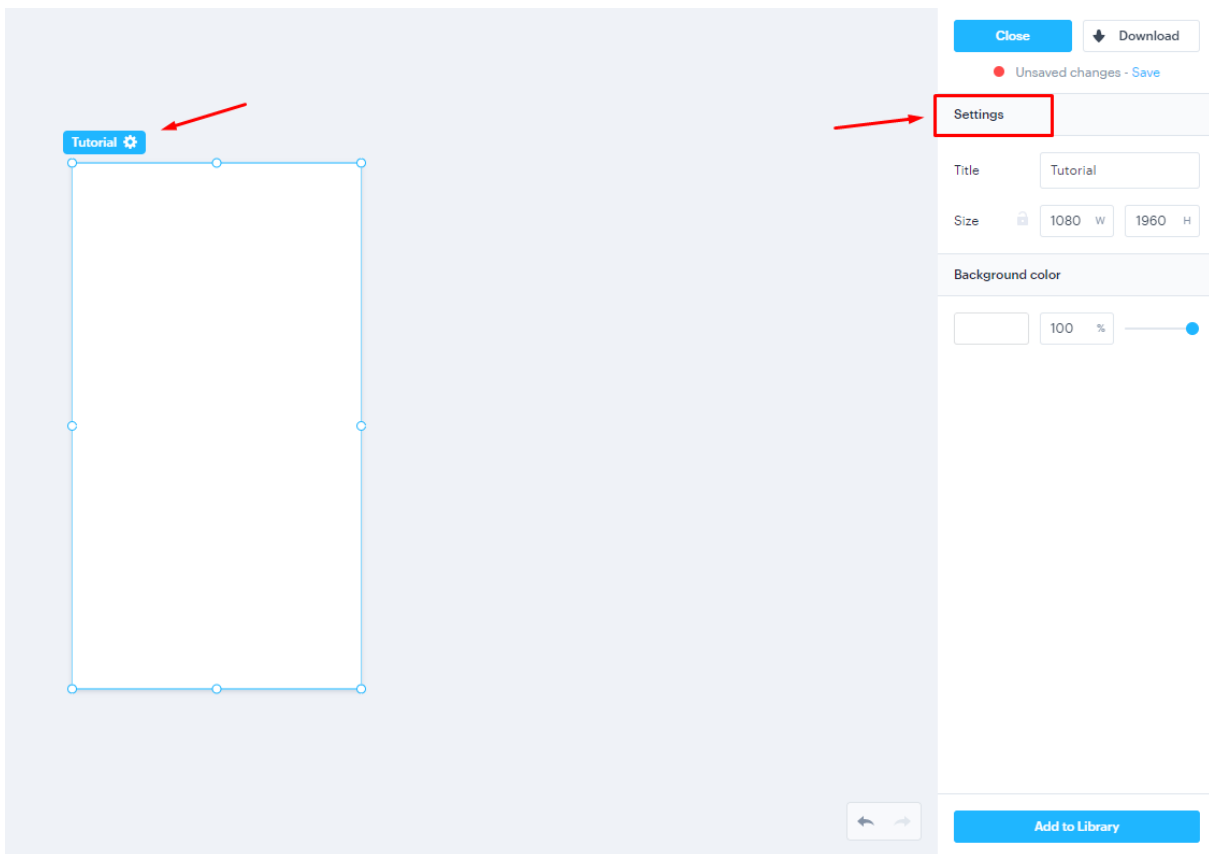 Close
Download
Unsaved changes - Save
Settings
Tutorial
Title
Tutorial
Size
1080 W
1960 H
Background color
100 %
Add to Library